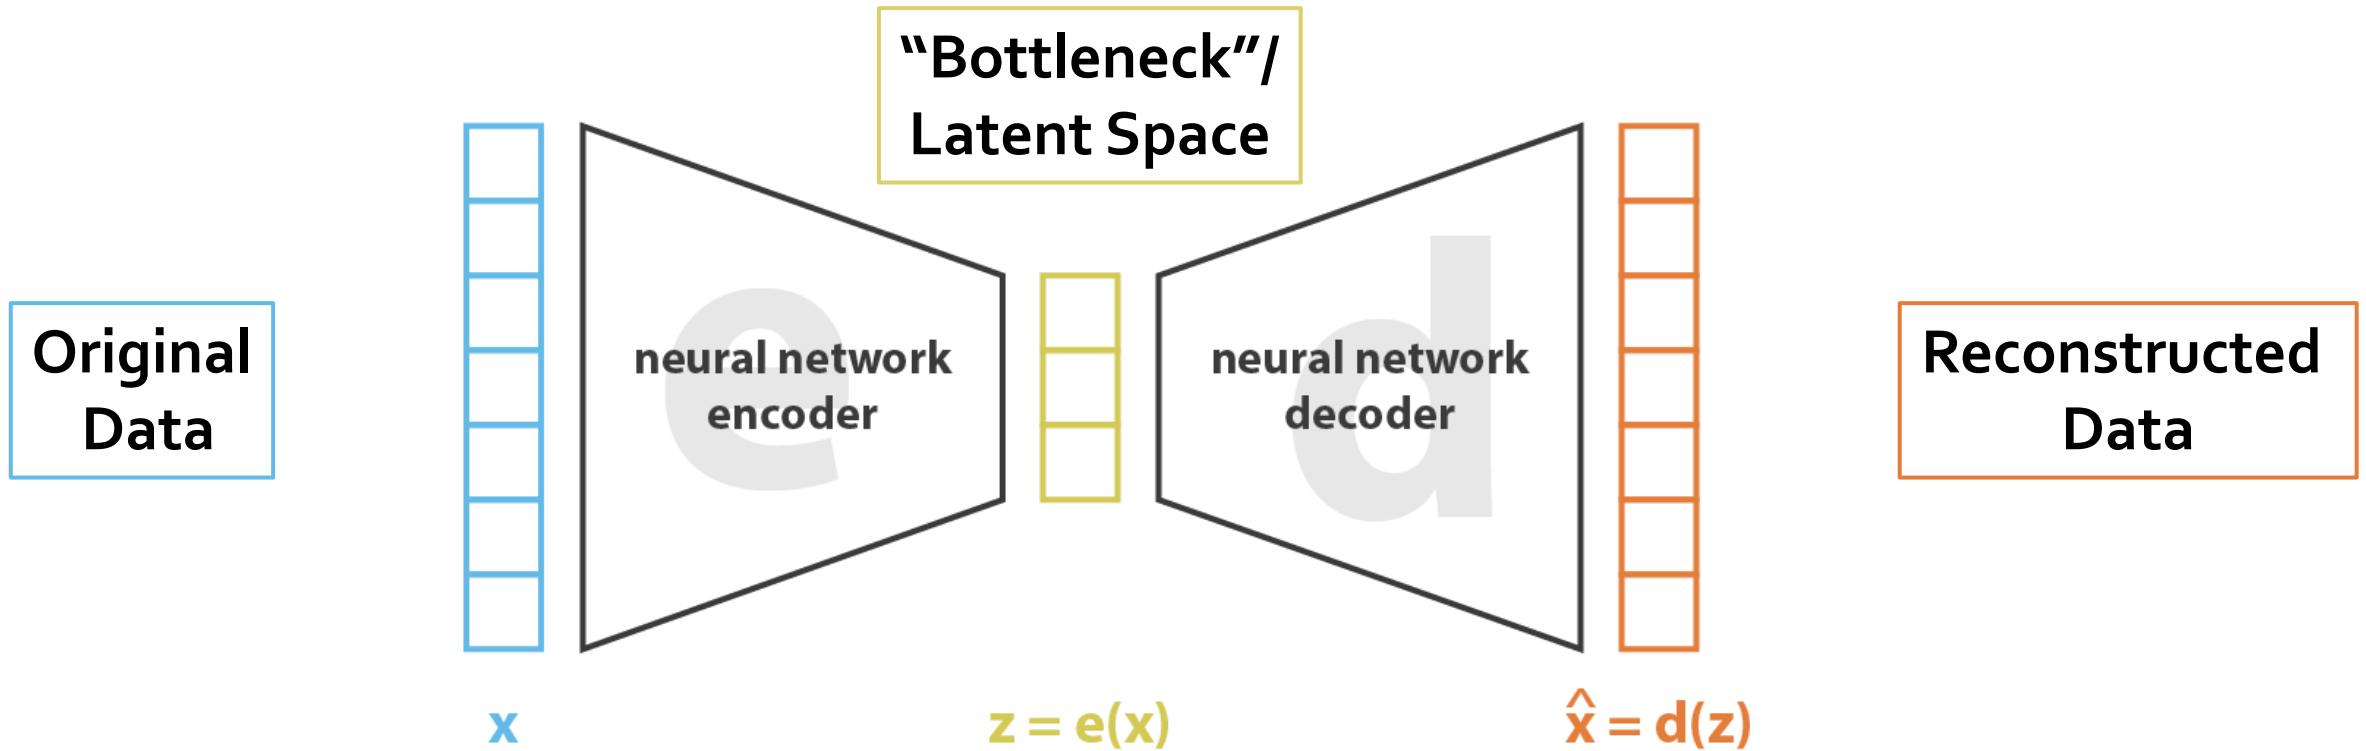 “Bottleneck”/
Latent Space
Original
Data
e
neural network
encoder
d
neural network
decoder
Reconstructed
Data
x
z = e(x)
x̂ = d(z)